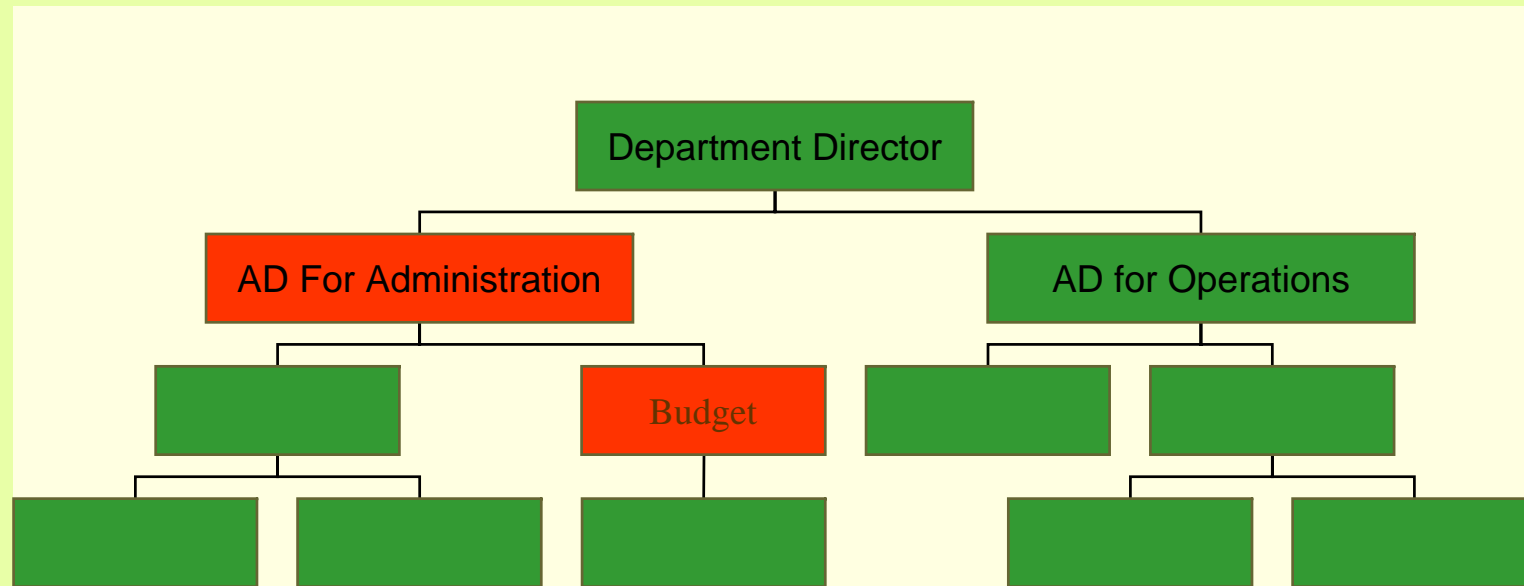 Department Director
AD For Administration
AD for Operations
Budget